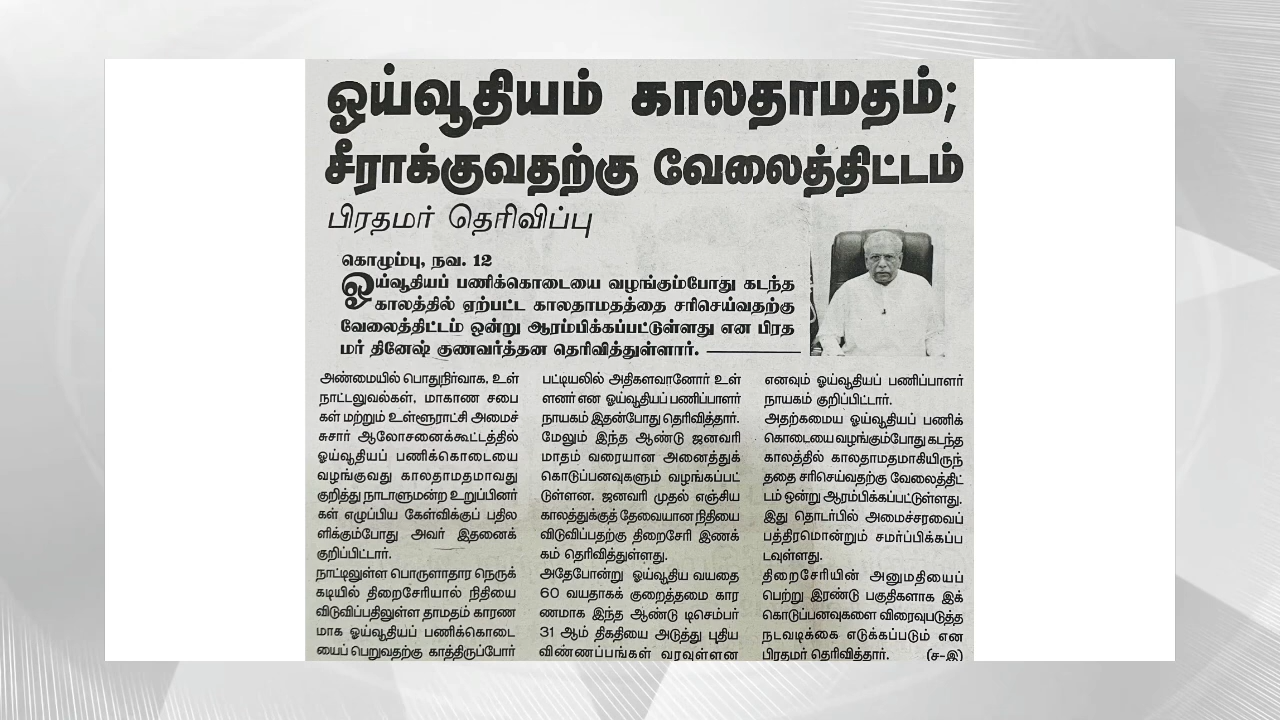 ஓய்வூதியம் காலதாமதம்;
சீராக்குவதற்கு வேலைத்திட்டம்
பிரதமர் தெரிவிப்பு
கொழும்பு, நவ. 12
ஓய்வூதியப் பணிக்கொடையை வழங்கும்போது கடந்த
காலத்தில் ஏற்பட்ட காலதாமதத்தை சரிசெய்வதற்கு
வேலைத்திட்டம் ஒன்று ஆரம்பிக்கப்பட்டுள்ளது என பிரத
மர் தினேஷ் குணவர்த்தன தெரிவித்துள்ளார்.
அண்மையில் பொதுநிர்வாக, உள்
நாட்டலுவல்கள், மாகாண சபை
கள் மற்றும் உள்ளூராட்சி அமைச்
சுசார் ஆலோசனைக்கூட்டத்தில்
ஓய்வூதியப் பணிக்கொடையை
வழங்குவது காலதாமதமாவது
குறித்து நாடாளுமன்ற உறுப்பினர்
கள் எழுப்பிய கேள்விக்குப் பதில
ளிக்கும்போது அவர் இதனைக்
குறிப்பிட்டார்.
நாட்டிலுள்ள பொருளாதார நெருக்
கடியில் திறைசேரியால் நிதியை
விடுவிப்பதிலுள்ள தாமதம் காரண
மாக ஓய்வூதியப் பணிக்கொடை
யைப் பெறுவதற்கு காத்திருப்போர்
பட்டியலில் அதிகளவானோர் உள்
ளனர் என ஓய்வூதியப் பணிப்பாளர்
நாயகம் இதன்போது தெரிவித்தார்.
மேலும் இந்த ஆண்டு ஜனவரி
மாதம் வரையான அனைத்துக்
கொடுப்பனவுகளும் வழங்கப்பட்
டுள்ளன. ஜனவரி முதல் எஞ்சிய
காலத்துக்குத் தேவையான நிதியை
விடுவிப்பதற்கு திறைசேரி இணக்
கம் தெரிவித்துள்ளது.
அதேபோன்று ஓய்வூதிய வயதை
60 வயதாகக் குறைத்தமை கார
ணமாக இந்த ஆண்டு டிசெம்பர்
31 ஆம் திகதியை அடுத்து புதிய
விண்ணப்பங்கள் வரவுள்ளன
எனவும் ஓய்வூதியப் பணிப்பாளர்
நாயகம் குறிப்பிட்டார்.
அதற்கமைய ஓய்வூதியப் பணிக்
கொடையை வழங்கும்போது கடந்த
காலத்தில் காலதாமதமாகியிருந்
ததை சரிசெய்வதற்கு வேலைத்திட்
டம் ஒன்று ஆரம்பிக்கப்பட்டுள்ளது.
இது தொடர்பில் அமைச்சரவைப்
பத்திரமொன்றும் சமர்ப்பிக்கப்ப
டவுள்ளது.
திறைசேரியின் அனுமதியைப்
பெற்று இரண்டு பகுதிகளாக இக்
கொடுப்பனவுகளை விரைவுபடுத்த
நடவடிக்கை எடுக்கப்படும் என
பிரதமர் தெரிவித்தார். (ச-இ)